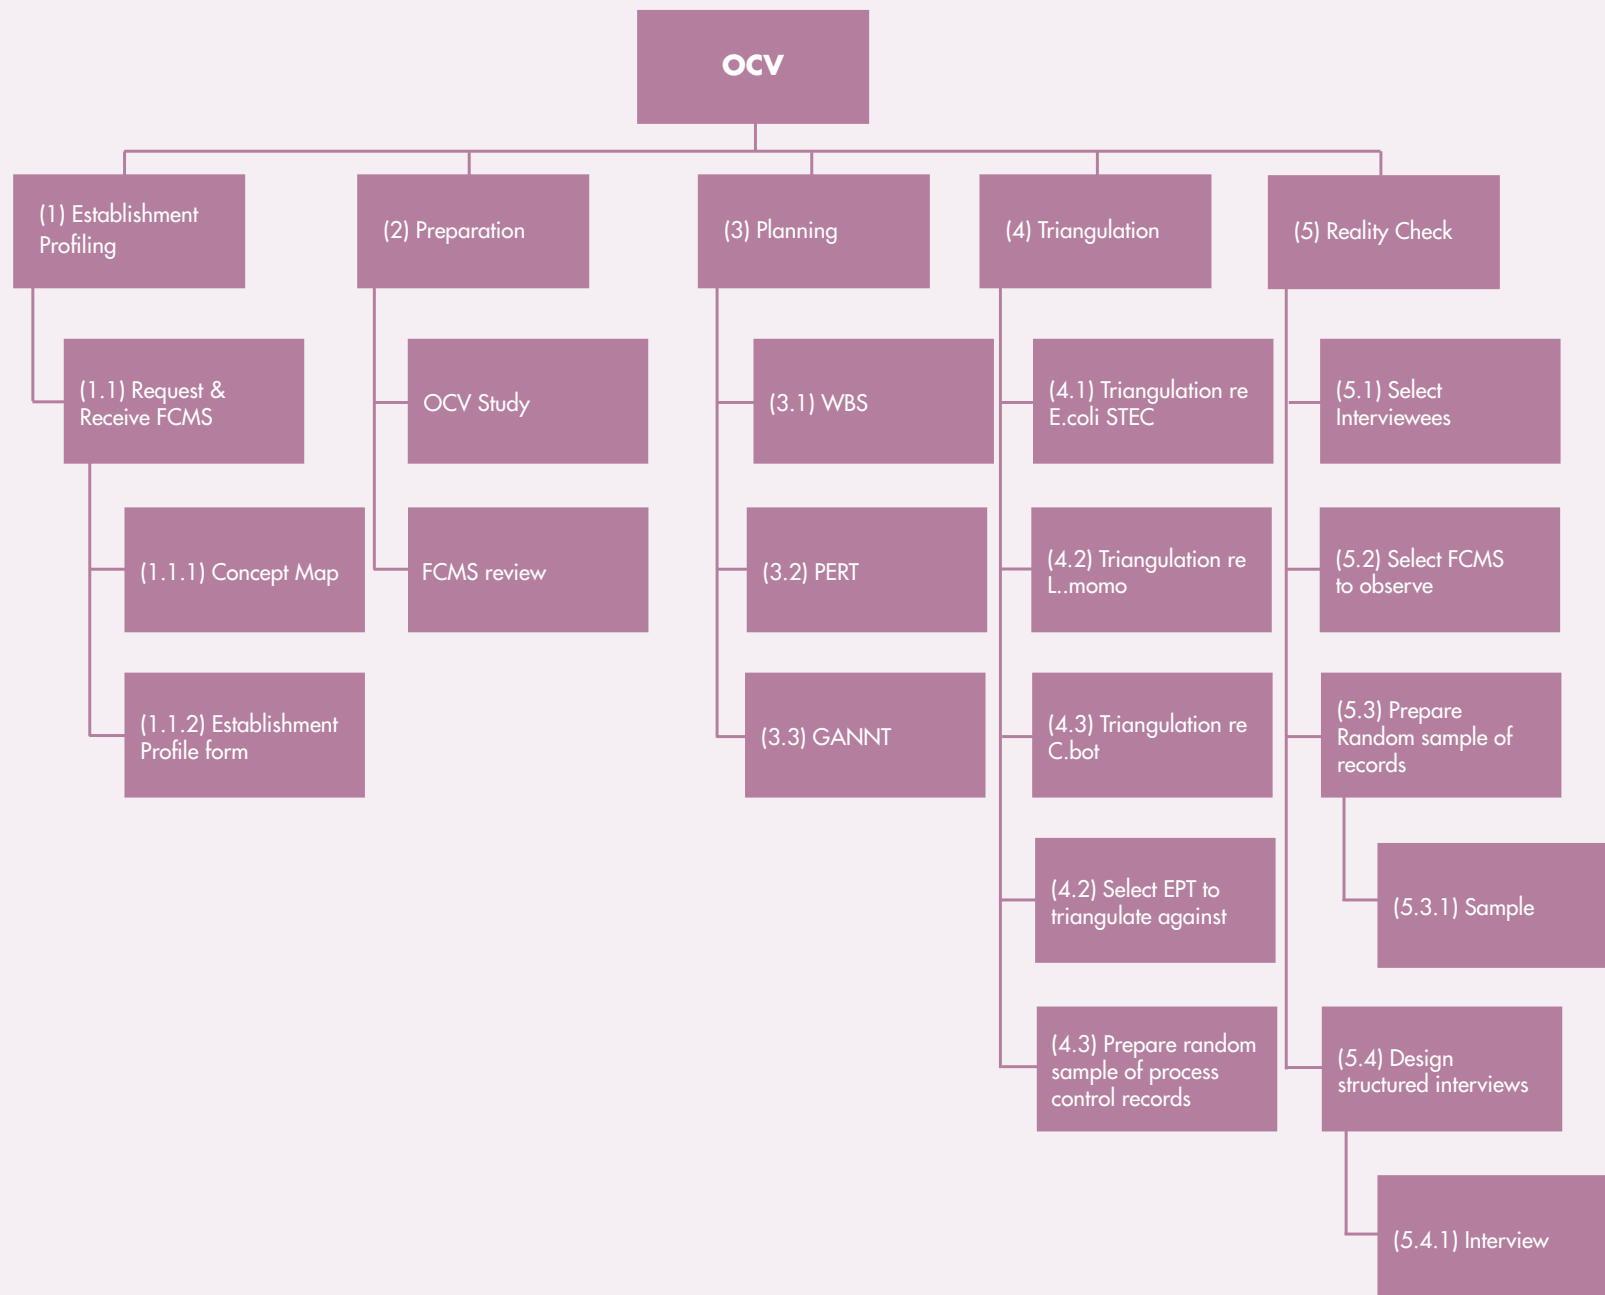 OCV
(1) Establishment
Profiling
(2) Preparation
(3) Planning
(4) Triangulation
(5) Reality Check
(1.1) Request &
Receive FCMS
OCV Study
(3.1) WBS
(4.1) Triangulation re
E.coli STEC
(5.1) Select
Interviewees
(1.1.1) Concept Map
FCMS review
(3.2) PERT
(4.2) Triangulation re
L..momo
(5.2) Select FCMS
to observe
(1.1.2) Establishment
Profile form
(3.3) GANNT
(4.3) Triangulation re
C.bot
(5.3) Prepare
Random sample of
records
(4.2) Select EPT to
triangulate against
(5.3.1) Sample
(4.3) Prepare random
sample of process
control records
(5.4) Design
structured interviews
(5.4.1) Interview